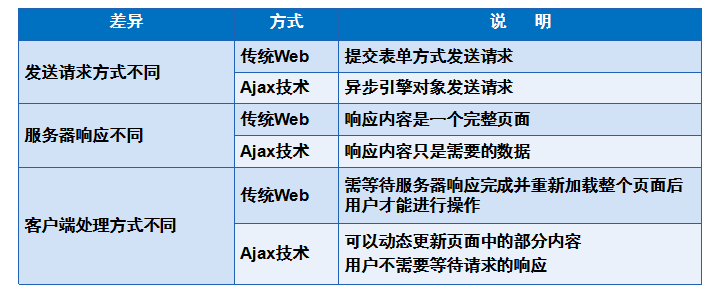 差异 方式 说 明
发送请求方式不同 传统Web 提交表单方式发送请求
Ajax技术 异步引擎对象发送请求
服务器响应不同 传统Web 响应内容是一个完整页面
Ajax技术 响应内容只是需要的数据
客户端处理方式不同 传统Web 需等待服务器响应完成并重新加载整个页面后
用户才能进行操作
Ajax技术 可以动态更新页面中的部分内容
用户不需要等待请求的响应